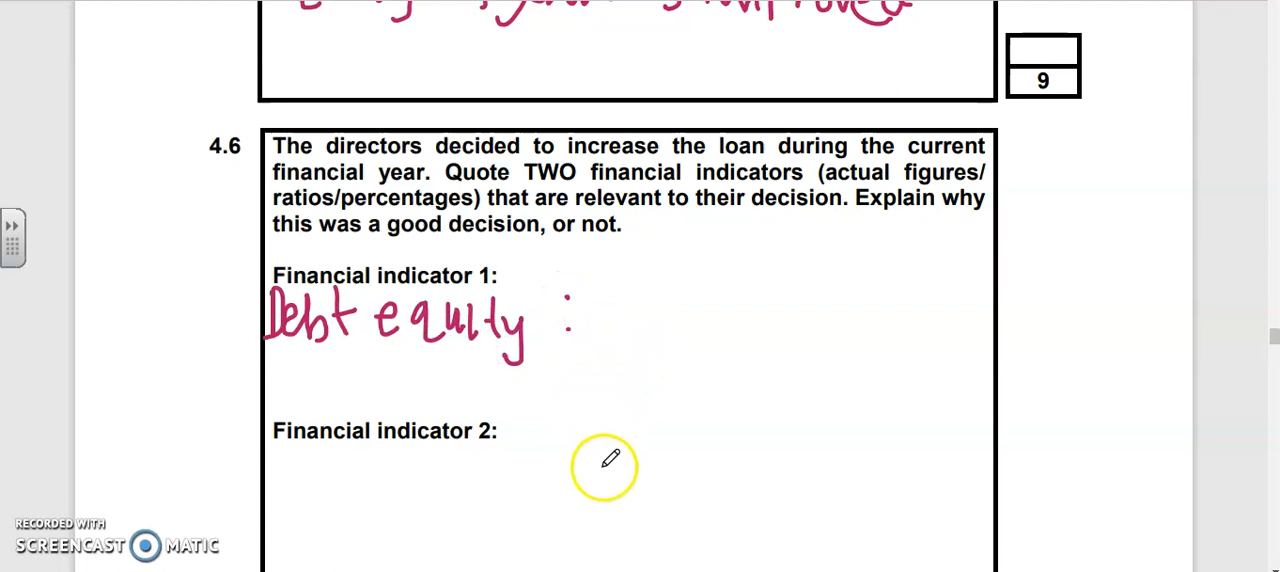 9
4.6 The directors decided to increase the loan during the current
financial year. Quote TWO financial indicators (actual figures/
ratios/percentages) that are relevant to their decision. Explain why
this was a good decision, or not.
Financial indicator 1:
Debt equity :
Financial indicator 2:
RECORDED WITH
SCREENCAST MATIC